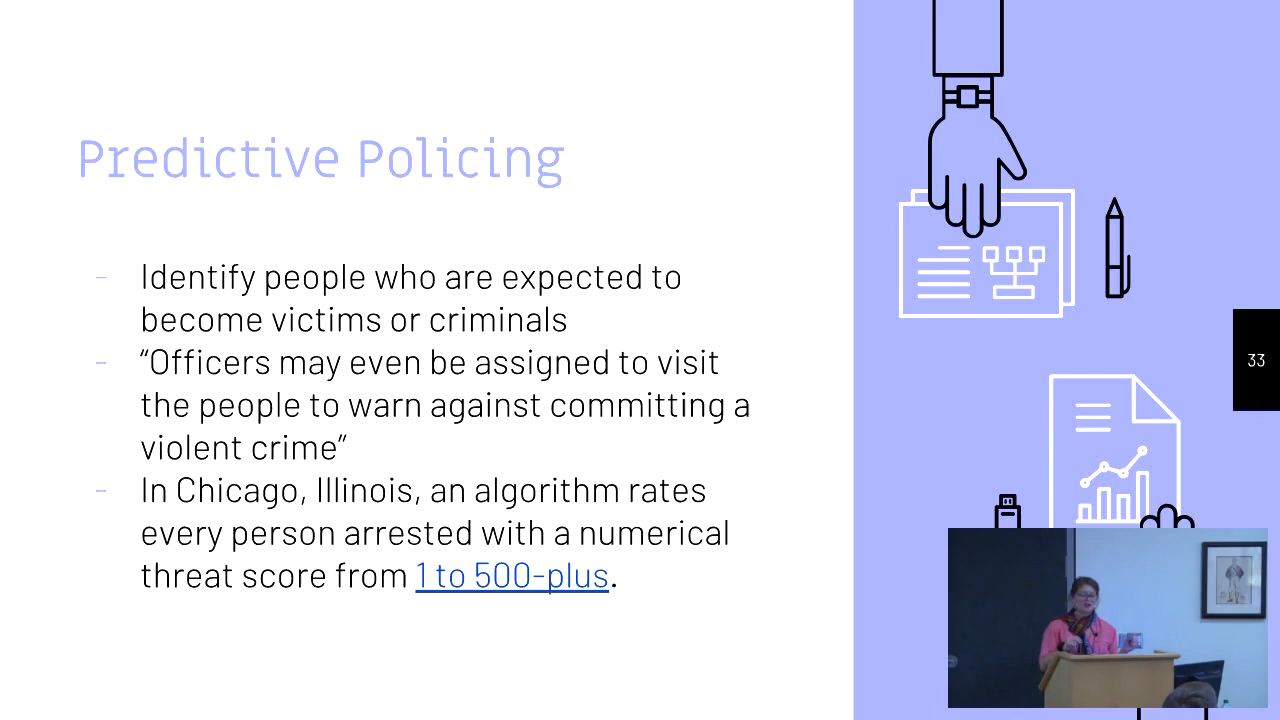 Predictive Policing
- Identify people who are expected to
become victims or criminals
- “Officers may even be assigned to visit
the people to warn against committing a
violent crime”
- In Chicago, Illinois, an algorithm rates
every person arrested with a numerical
threat score from 1 to 500-plus.
33